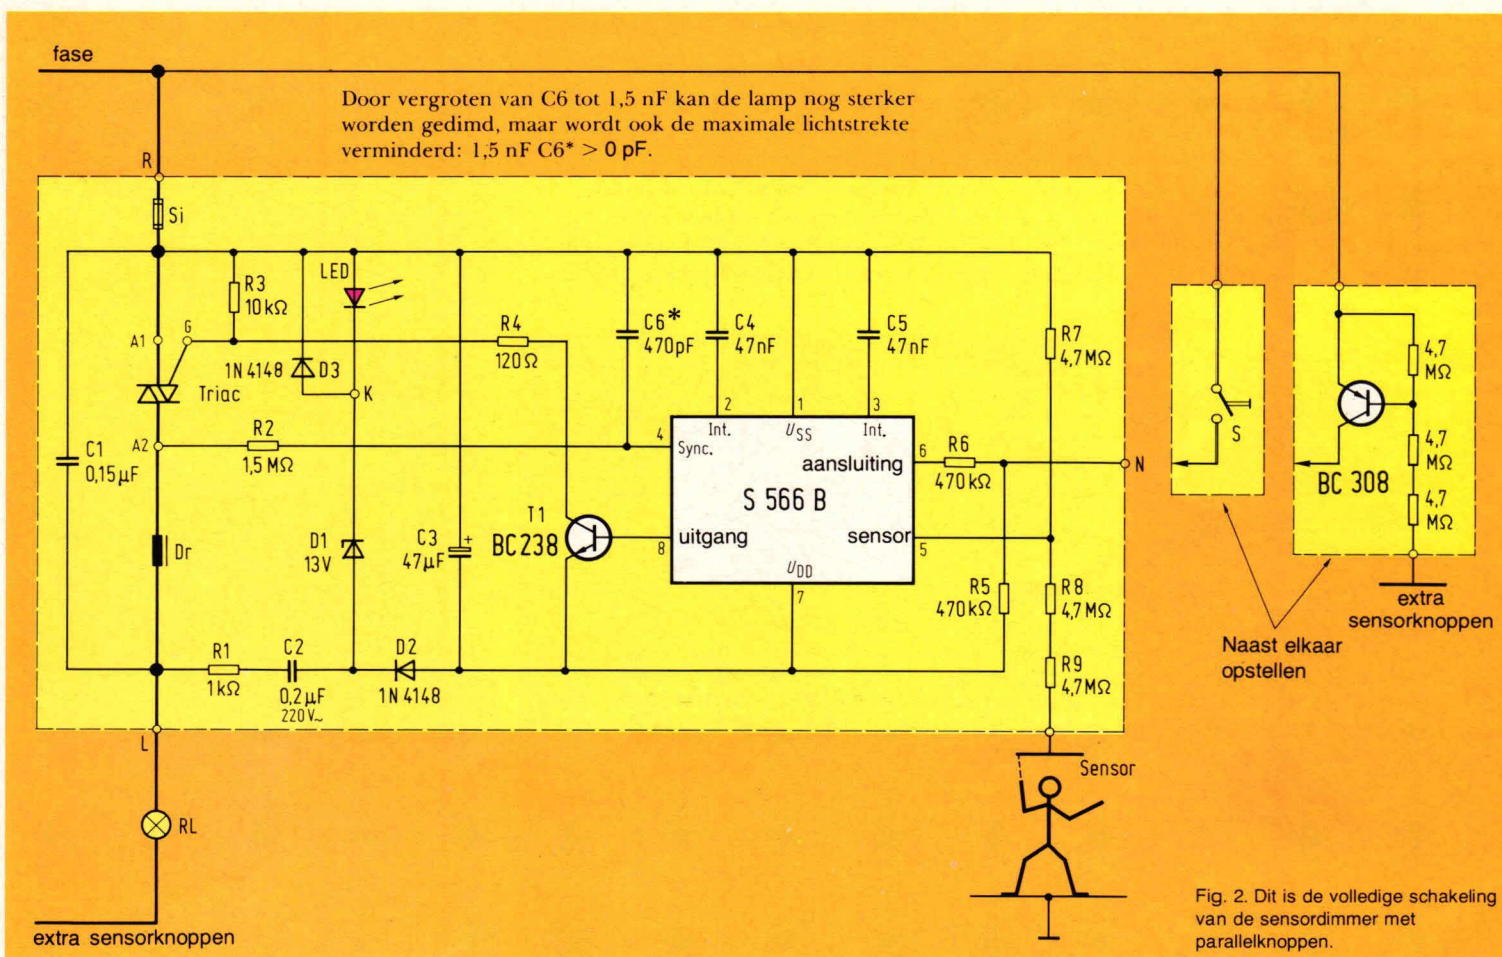 fase
Door vergroten van C6 tot 1,5 nF kan de lamp nog sterker
worden gedimd, maar wordt ook de maximale lichtstrekte
verminderd: 1,5 nF C6* > 0 pF.
R
Si
LED
R3
10kΩ
A1
G
R4
120Ω
C6*
470pF
C4
47nF
C5
47nF
R7
4,7MΩ
1N4148
D3
K
Triac
A2
R2
1,5MΩ
C1
0,15µF
4
2
1
3
Sync.
Int.
USS
Int.
aansluiting
6
R6
470kΩ
N
S 566 B
uitgang
8
sensor
5
UDD
7
T1
BC238
D1
13V
C3
47µF
+
Dr
R5
470kΩ
R8
4,7MΩ
R1
1kΩ
C2
0,2µF
220V~
D2
1N4148
R9
4,7MΩ
L
Sensor
RL
extra sensorknoppen
S
4,7
MΩ
4,7
MΩ
4,7
MΩ
BC 308
extra
sensorknoppen
Naast elkaar
opstellen
Fig. 2. Dit is de volledige schakeling
van de sensordimmer met
parallelknoppen.